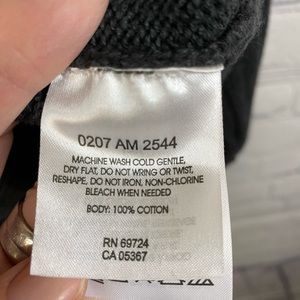 0207 AM 2544
MACHINE WASH COLD GENTLE,
DRY FLAT, DO NOT WRING OR TWIST,
RESHAPE, DO NOT IRON, NON-CHLORINE
BLEACH WHEN NEEDED
BODY: 100% COTTON
RN 69724
CA 05367